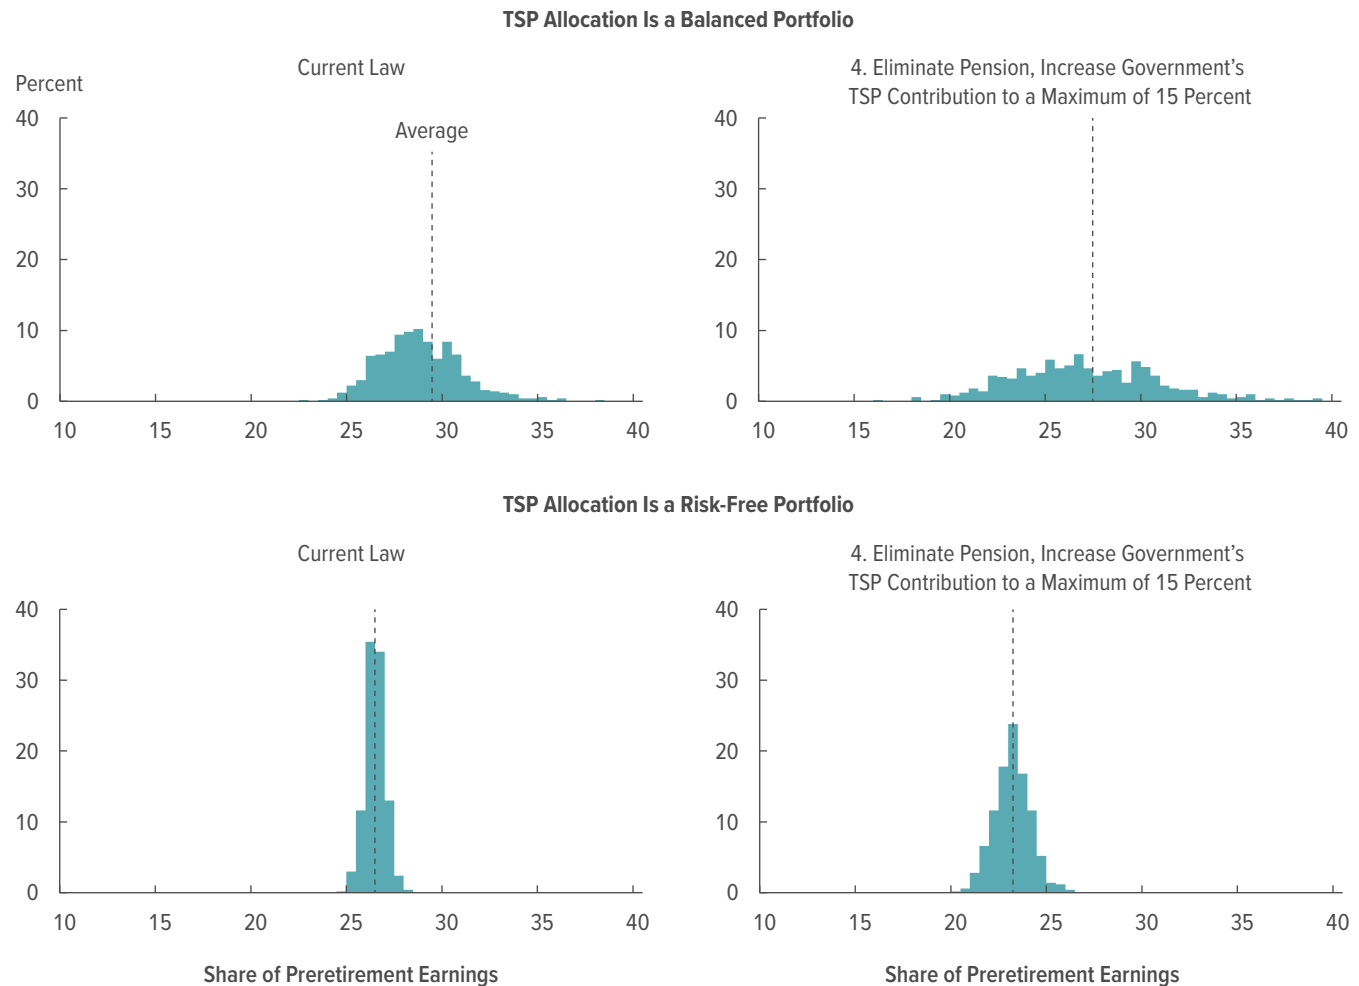 TSP Allocation Is a Balanced Portfolio
Current Law
Percent
40
30
20
10
0
Average
10 15 20 25 30 35 40
4. Eliminate Pension, Increase Government’s
TSP Contribution to a Maximum of 15 Percent
40
30
20
10
0
10 15 20 25 30 35 40
TSP Allocation Is a Risk-Free Portfolio
Current Law
40
30
20
10
0
10 15 20 25 30 35 40
Share of Preretirement Earnings
4. Eliminate Pension, Increase Government’s
TSP Contribution to a Maximum of 15 Percent
40
30
20
10
0
10 15 20 25 30 35 40
Share of Preretirement Earnings